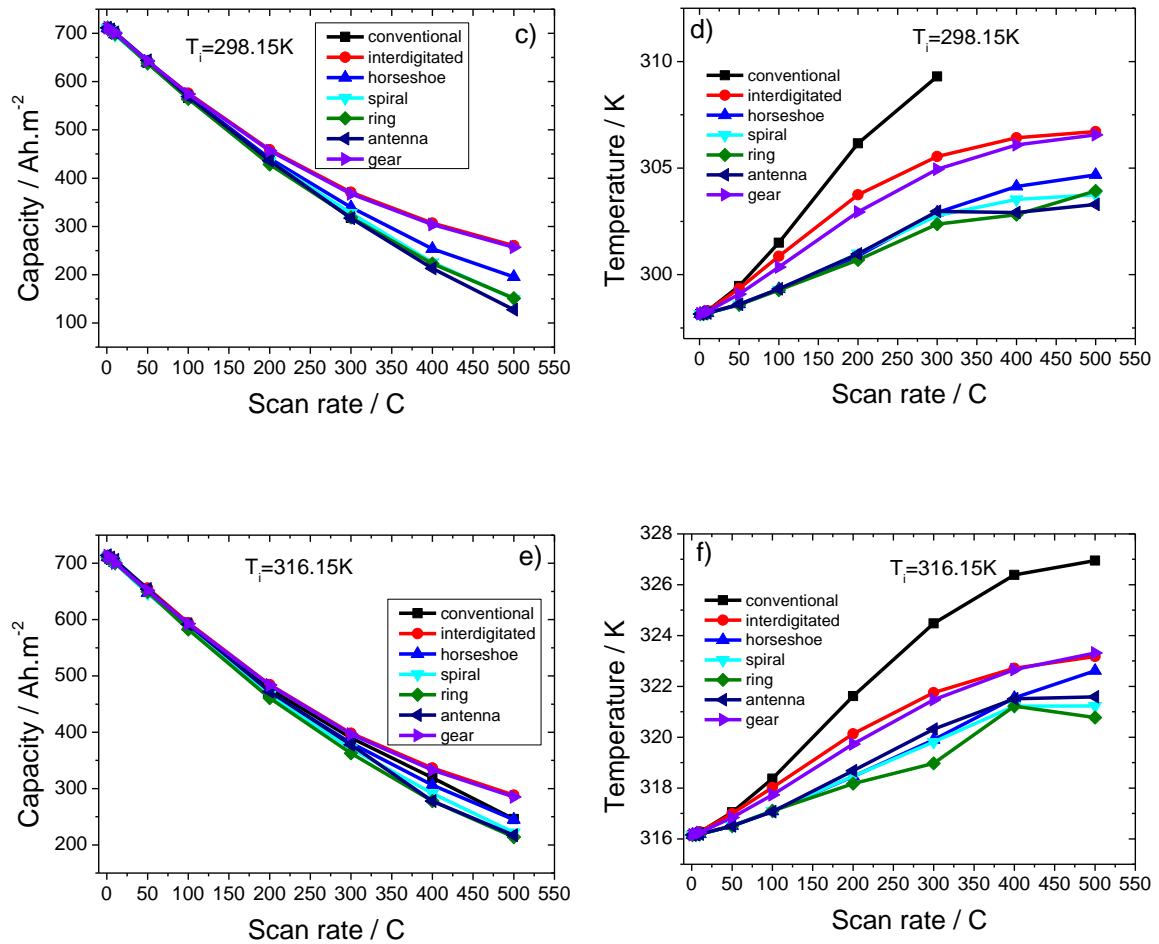 c)
T_i=298.15K
conventional
interdigitated
horseshoe
spiral
ring
antenna
gear
Capacity / Ah.m⁻²
700
600
500
400
300
200
100
0 50 100 150 200 250 300 350 400 450 500 550
Scan rate / C
d)
T_i=298.15K
conventional
interdigitated
horseshoe
spiral
ring
antenna
gear
Temperature / K
310
305
300
0 50 100 150 200 250 300 350 400 450 500 550
Scan rate / C
e)
T_i=316.15K
conventional
interdigitated
horseshoe
spiral
ring
antenna
gear
Capacity / Ah.m⁻²
700
600
500
400
300
200
0 50 100 150 200 250 300 350 400 450 500 550
Scan rate / C
f)
T_i=316.15K
conventional
interdigitated
horseshoe
spiral
ring
antenna
gear
Temperature / K
328
326
324
322
320
318
316
0 50 100 150 200 250 300 350 400 450 500 550
Scan rate / C